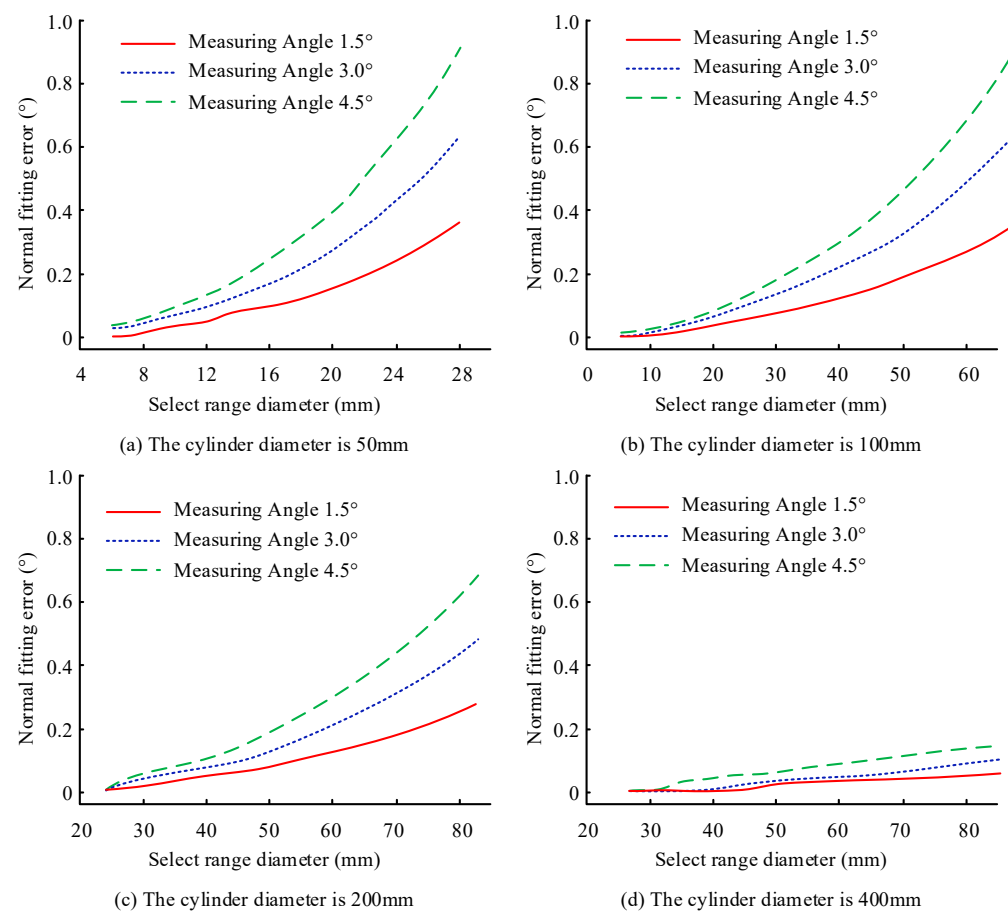 1.0
0.8
0.6
0.4
0.2
0
Normal fitting error (°)
Measuring Angle 1.5°
Measuring Angle 3.0°
Measuring Angle 4.5°
4 8 12 16 20 24 28
Select range diameter (mm)
(a) The cylinder diameter is 50mm
1.0
0.8
0.6
0.4
0.2
0
Normal fitting error (°)
Measuring Angle 1.5°
Measuring Angle 3.0°
Measuring Angle 4.5°
0 10 20 30 40 50 60
Select range diameter (mm)
(b) The cylinder diameter is 100mm
1.0
0.8
0.6
0.4
0.2
0
Normal fitting error (°)
Measuring Angle 1.5°
Measuring Angle 3.0°
Measuring Angle 4.5°
20 30 40 50 60 70 80
Select range diameter (mm)
(c) The cylinder diameter is 200mm
1.0
0.8
0.6
0.4
0.2
0
Normal fitting error (°)
Measuring Angle 1.5°
Measuring Angle 3.0°
Measuring Angle 4.5°
20 30 40 50 60 70 80
Select range diameter (mm)
(d) The cylinder diameter is 400mm